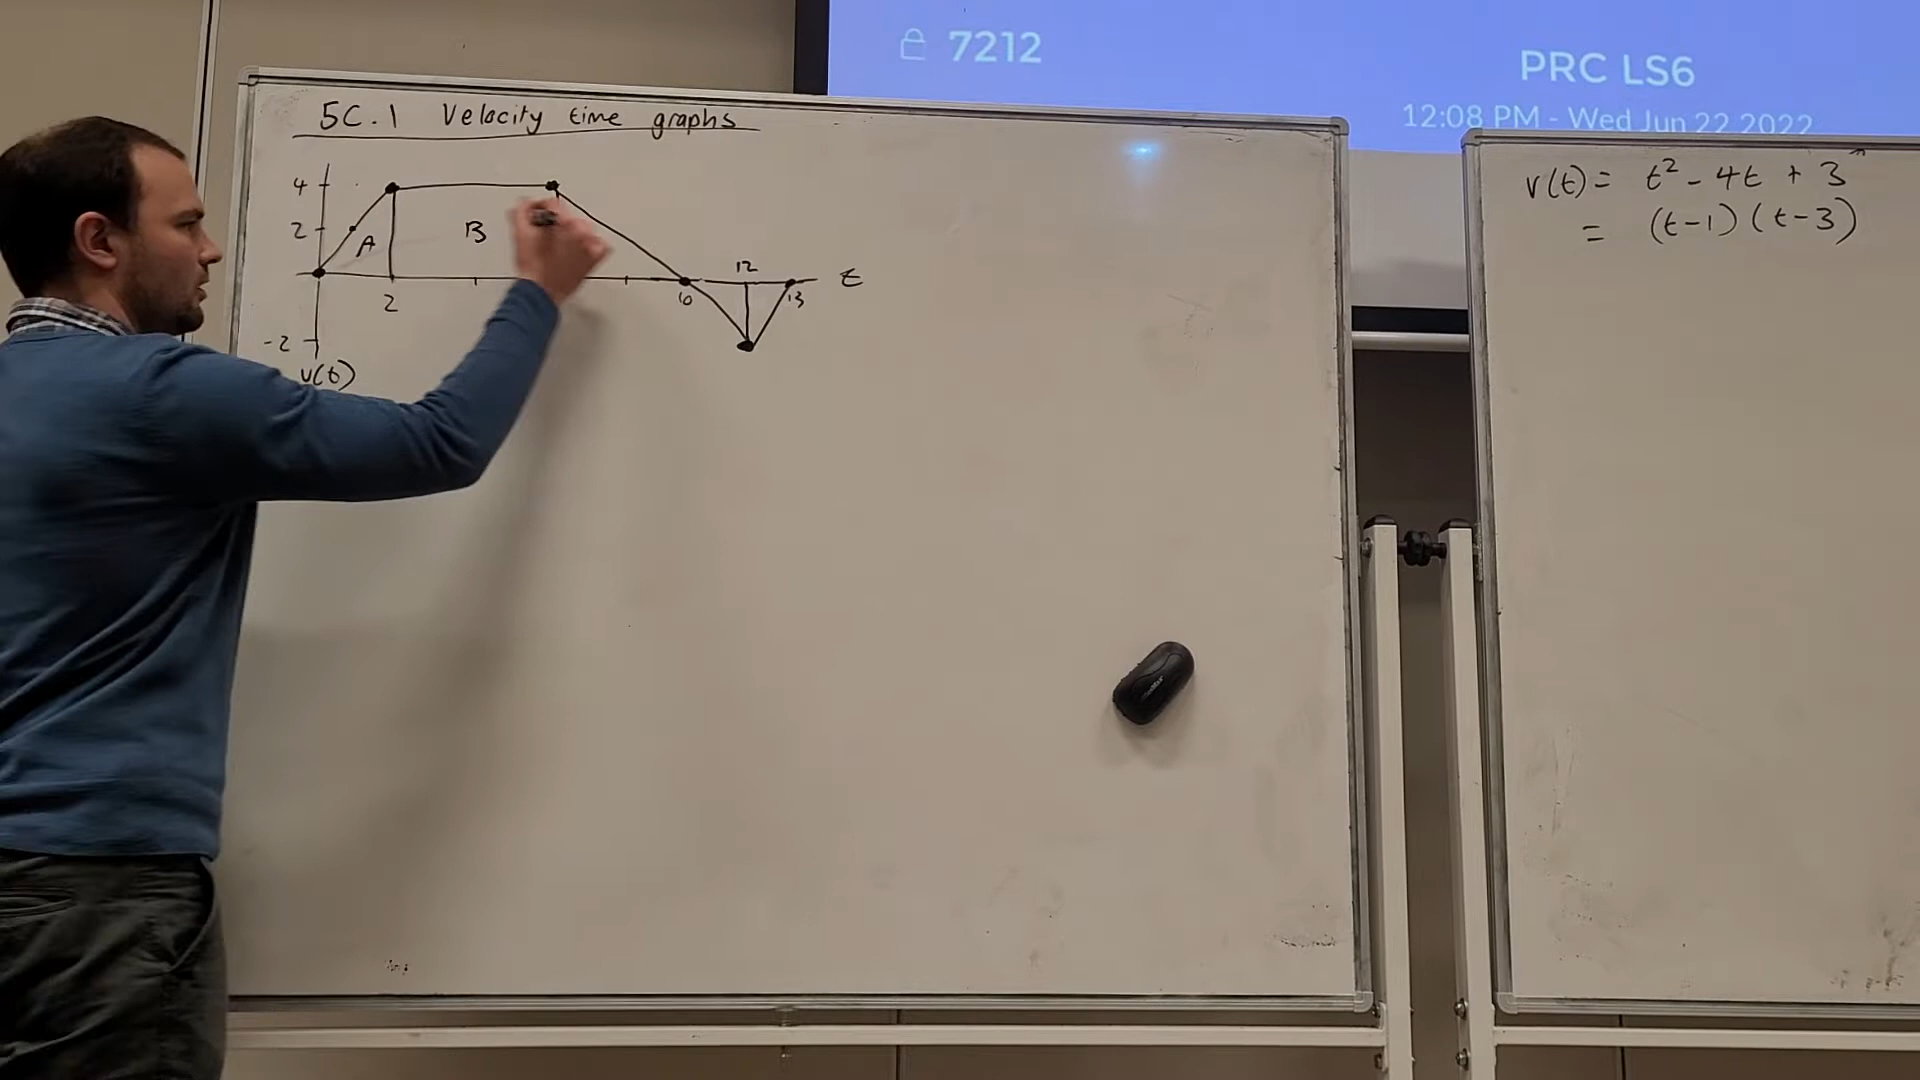 7212
PRC LS6
12:08 PM - Wed Jun 22 2022
5C.1 Velocity time graphs
4
2
A
B
12
t
2
10
13
-2
v(t)
v(t) = t² - 4t + 3
= (t-1)(t-3)